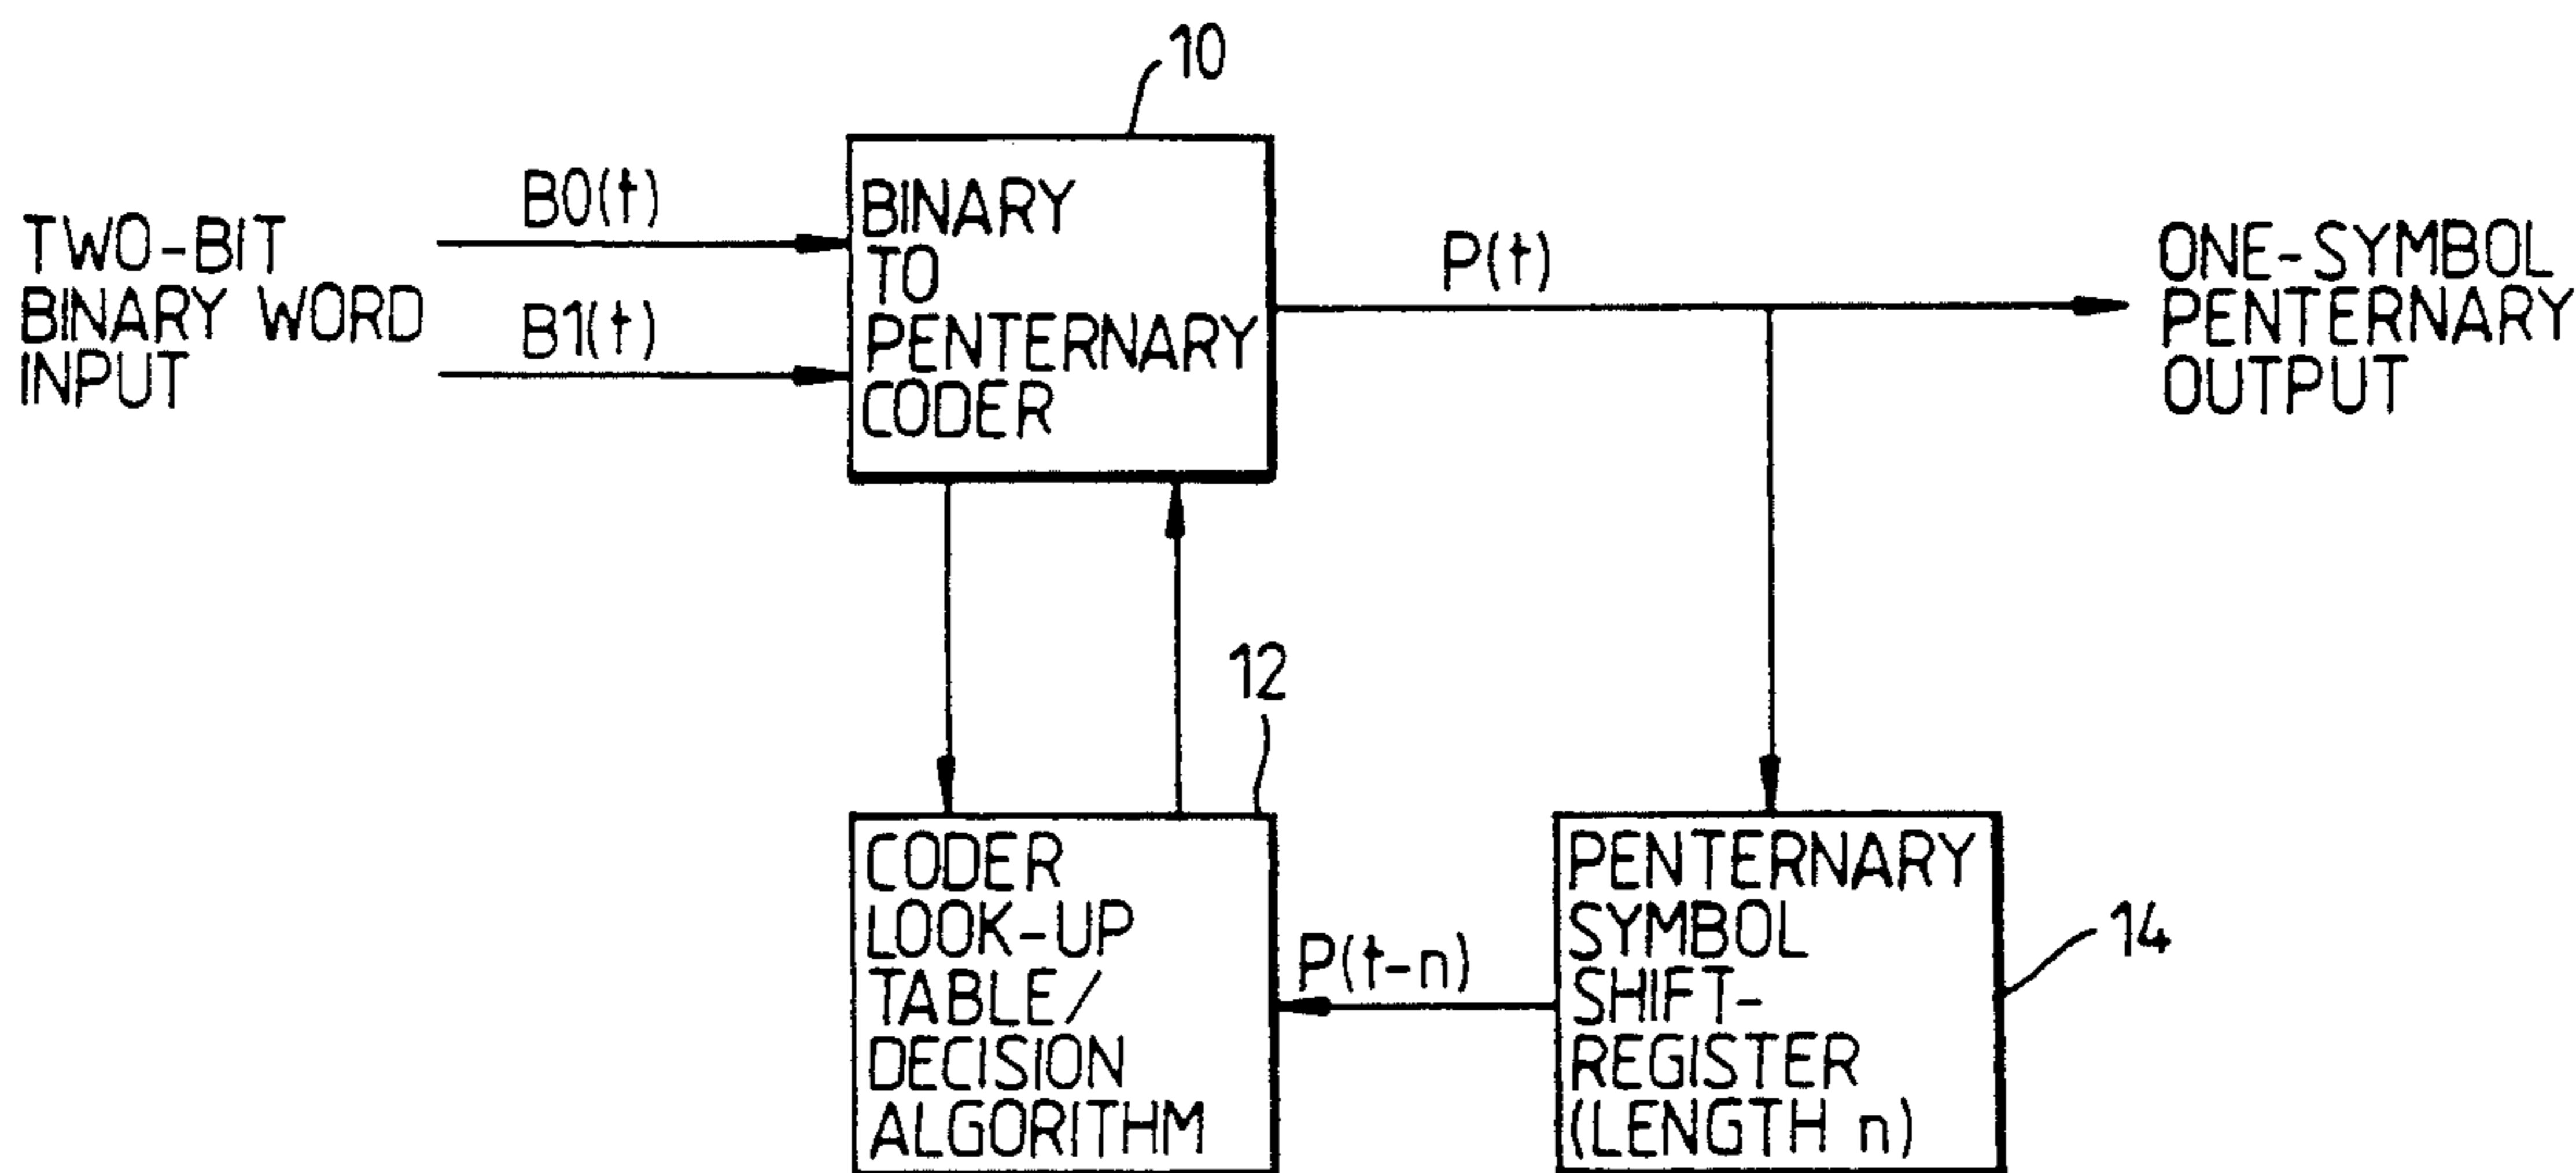 10
TWO-BIT
BINARY WORD
INPUT
B0(t)
B1(t)
BINARY
TO
PENTERNARY
CODER
P(t)
ONE-SYMBOL
PENTERNARY
OUTPUT
12
CODER
LOOK-UP
TABLE/
DECISION
ALGORITHM
P(t-n)
PENTERNARY
SYMBOL
SHIFT-
REGISTER
(LENGTH n)
14